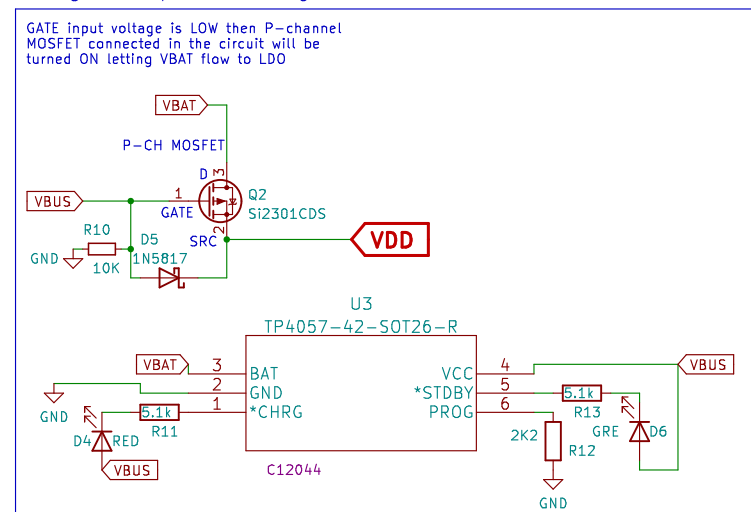 GATE input voltage is LOW then P-channel
MOSFET connected in the circuit will be
turned ON letting VBAT flow to LDO
VBAT
P-CH MOSFET
D
3
VBUS
1
GATE
Q2
Si2301CDS
2
SRC
VDD
R10
10K
GND
D5
1N5817
U3
TP4057-42-SOT26-R
VBAT
3
BAT
VCC
4
VBUS
2
GND
*STDBY
5
5.1k
R13
GND
1
*CHRG
PROG
6
5.1k
R11
D4
RED
VBUS
2K2
R12
GRE
D6
C12044
GND